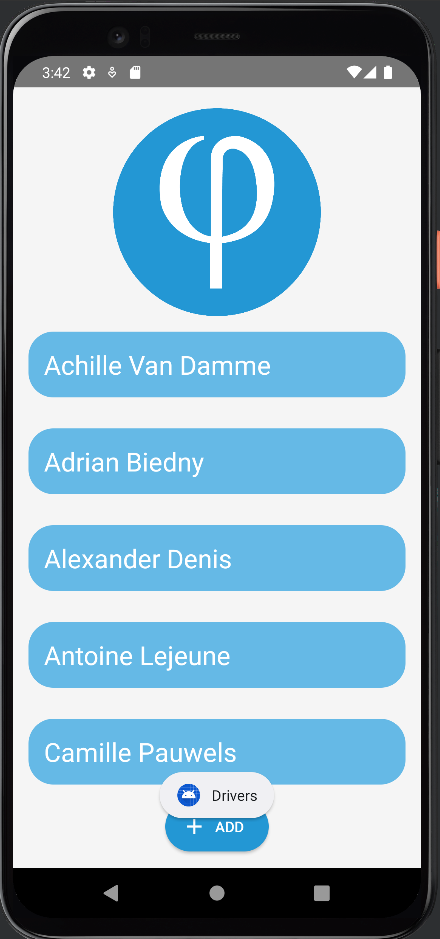 3:42
φ
Achille Van Damme
Adrian Biedny
Alexander Denis
Antoine Lejeune
Camille Pauwels
Drivers
+ ADD